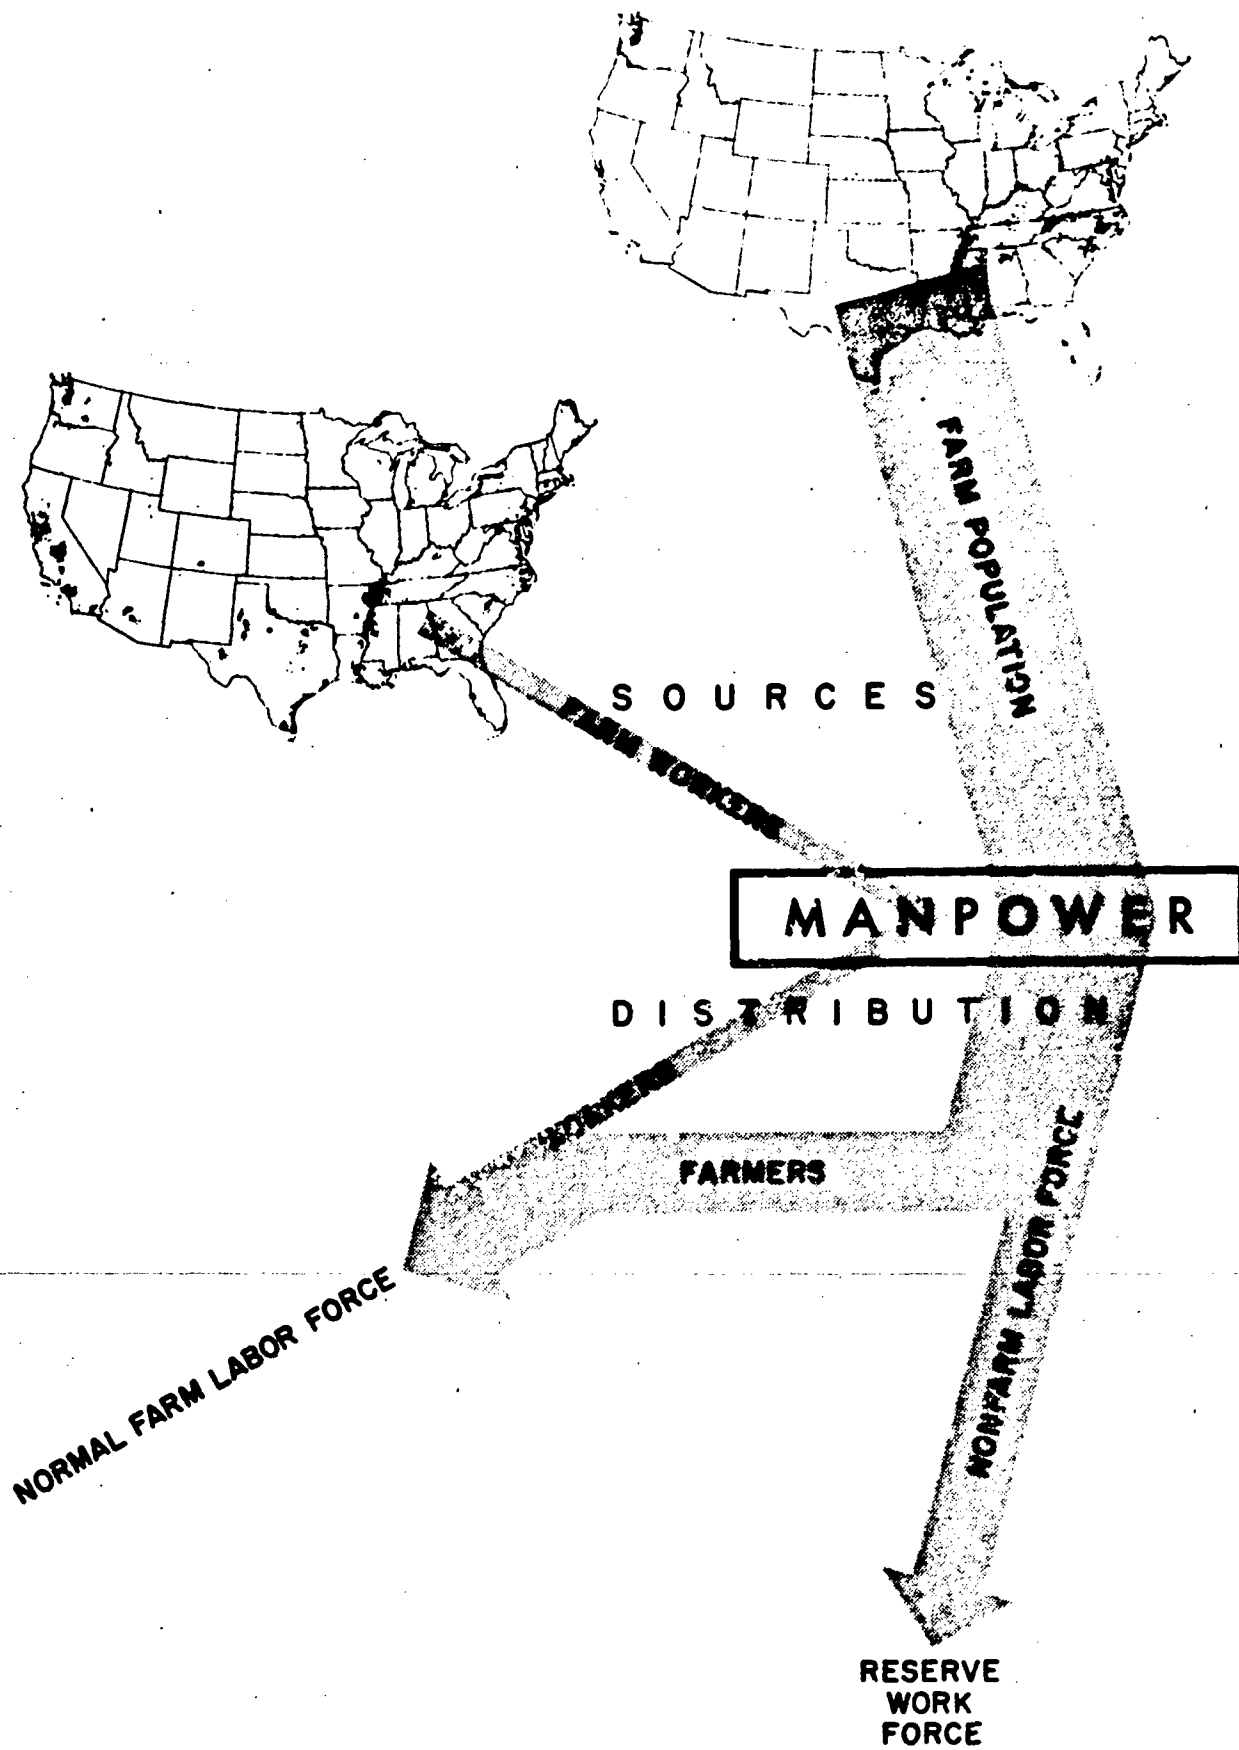 FARM POPULATION
SOURCES
FARM WORKERS
MANPOWER
DISTRIBUTION
WORKERS
FARMERS
NONFARM LABOR FORCE
NORMAL FARM LABOR FORCE
RESERVE
WORK
FORCE